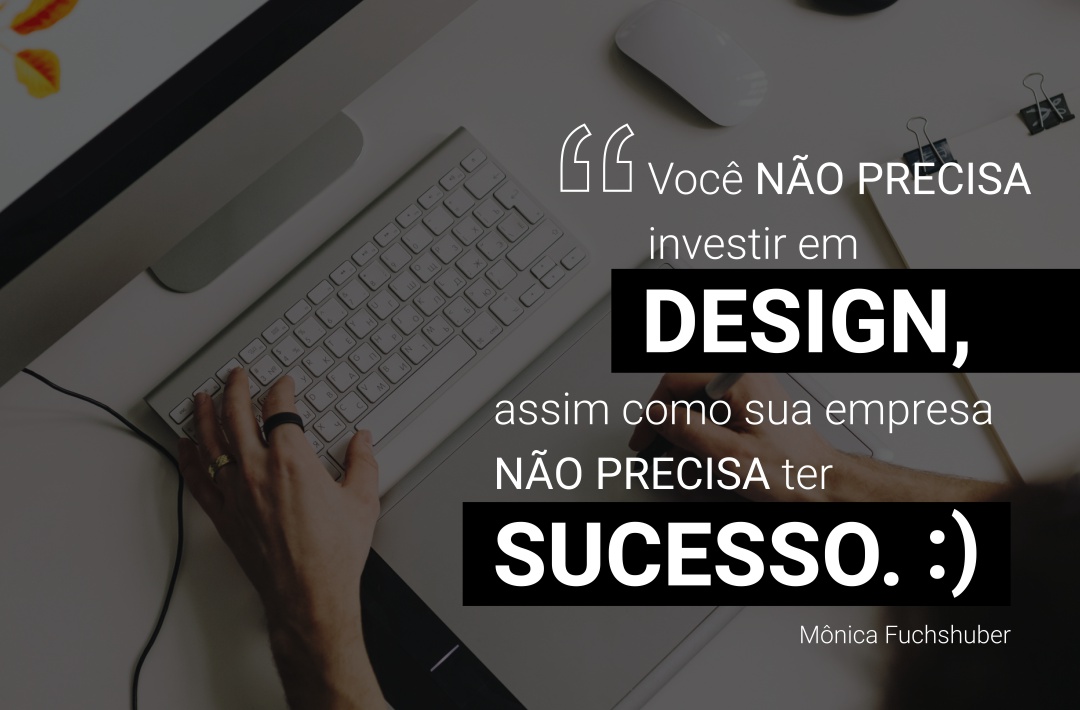 “Você NÃO PRECISA
investir em
DESIGN,
assim como sua empresa
NÃO PRECISA ter
SUCESSO. :)
Mônica Fuchshuber